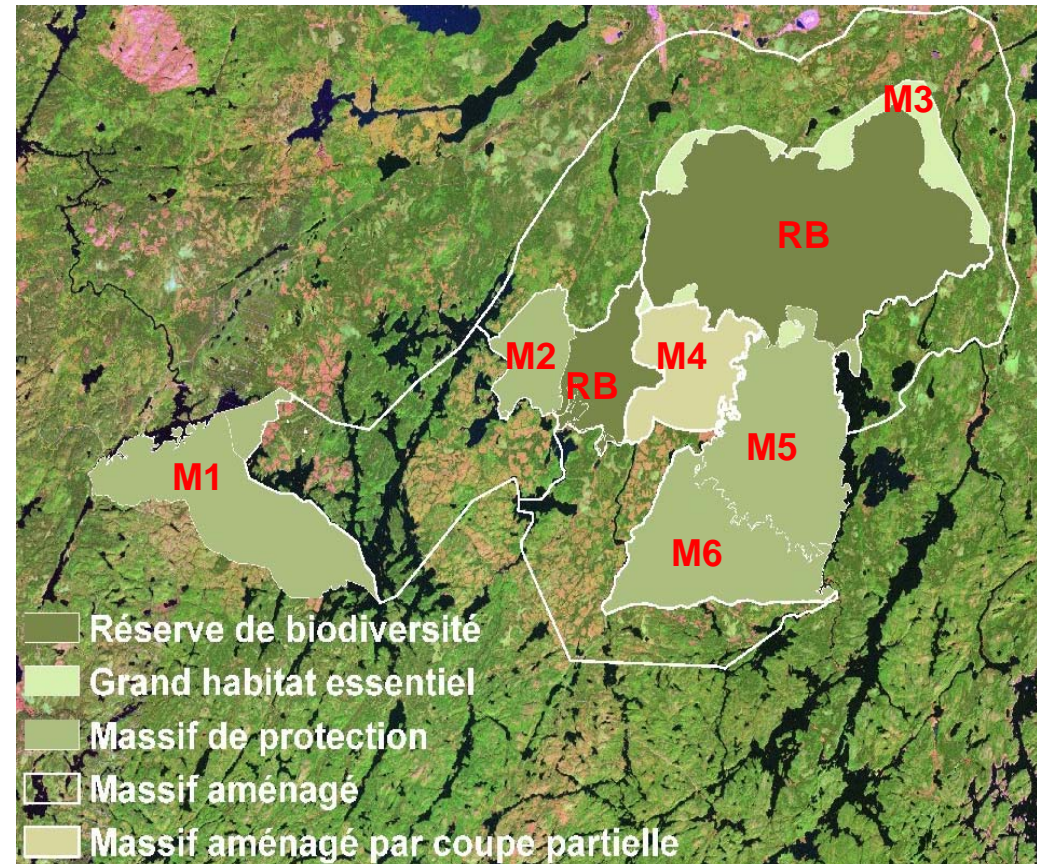 M3
RB
M2
M4
RB
M5
M1
M6
Réserve de biodiversité
Grand habitat essentiel
Massif de protection
Massif aménagé
Massif aménagé par coupe partielle